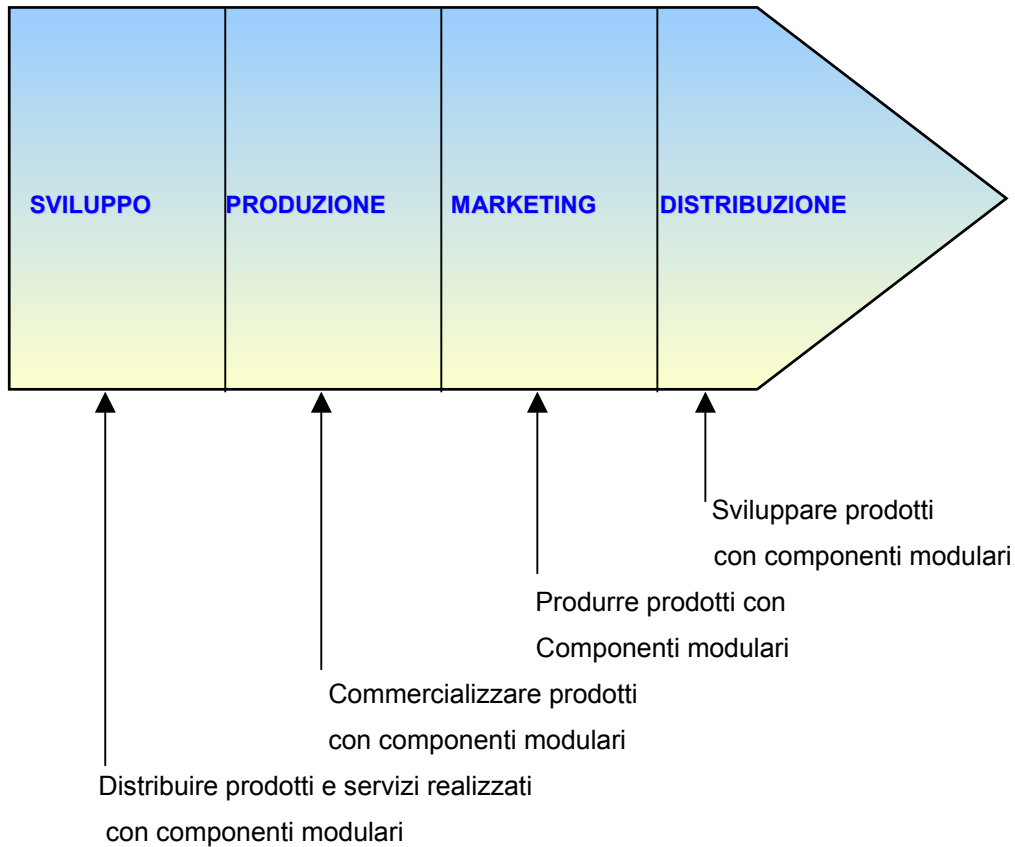 SVILUPPO PRODUZIONE MARKETING DISTRIBUZIONE
Sviluppare prodotti
con componenti modulari
Produrre prodotti con
Componenti modulari
Commercializzare prodotti
con componenti modulari
Distribuire prodotti e servizi realizzati
con componenti modulari